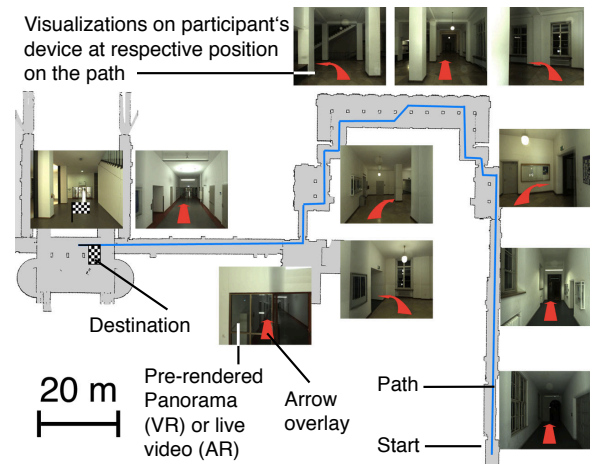 Visualizations on participant's
device at respective position
on the path
Destination
Pre-rendered
Panorama
(VR) or live
video (AR)
Arrow
overlay
Path
Start
20 m